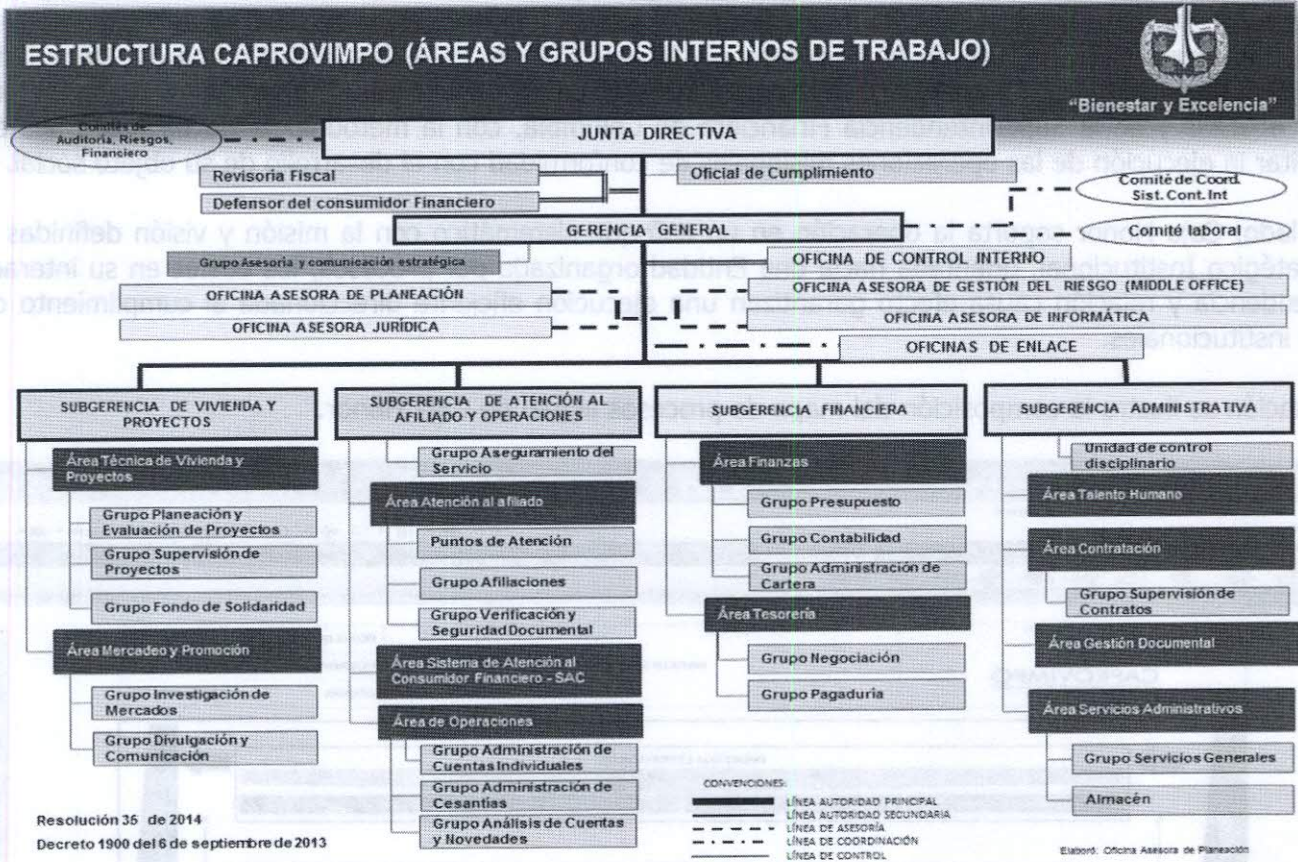 ESTRUCTURA CAPROVIMPO (ÁREAS Y GRUPOS INTERNOS DE TRABAJO)
"Bienestar y Excelencia"
Comités de:
Auditoria, Riesgos,
Financiero
JUNTA DIRECTIVA
Revisoria Fiscal
Oficial de Cumplimiento
Defensor del consumidor Financiero
Comité de Coord.
Sist. Cont. Int
GERENCIA GENERAL
Comité laboral
Grupo Asesoria y comunicación estratégica
OFICINA DE CONTROL INTERNO
OFICINA ASESORA DE PLANEACIÓN
OFICINA ASESORA DE GESTIÓN DEL RIESGO (MIDDLE OFFICE)
OFICINA ASESORA JURÍDICA
OFICINA ASESORA DE INFORMÁTICA
OFICINAS DE ENLACE
SUBGERENCIA DE VIVIENDA Y
PROYECTOS
Área Técnica de Vivienda y
Proyectos
Grupo Planeación y
Evaluación de Proyectos
Grupo Supervisión de
Proyectos
Grupo Fondo de Solidaridad
Área Mercadeo y Promoción
Grupo Investigación de
Mercados
Grupo Divulgación y
Comunicación
SUBGERENCIA DE ATENCIÓN AL
AFILIADO Y OPERACIONES
Grupo Aseguramiento del
Servicio
Área Atención al afiliado
Puntos de Atención
Grupo Afiliaciones
Grupo Verificación y
Seguridad Documental
Área Sistema de Atención al
Consumidor Financiero - SAC
Área de Operaciones
Grupo Administración de
Cuentas Individuales
Grupo Administración de
Cesantías
Grupo Análisis de Cuentas
y Novedades
SUBGERENCIA FINANCIERA
Área Finanzas
Grupo Presupuesto
Grupo Contabilidad
Grupo Administración de
Cartera
Área Tesorería
Grupo Negociación
Grupo Pagaduria
SUBGERENCIA ADMINISTRATIVA
Unidad de control
disciplinario
Área Talento Humano
Área Contratación
Grupo Supervisión de
Contratos
Área Gestión Documental
Área Servicios Administrativos
Grupo Servicios Generales
Almacén
CONVENCIONES:
LÍNEA AUTORIDAD PRINCIPAL
LÍNEA AUTORIDAD SECUNDARIA
LÍNEA DE ASESORÍA
LÍNEA DE COORDINACIÓN
LÍNEA DE CONTROL
Resolución 35 de 2014
Decreto 1900 del 6 de septiembre de 2013
Elaboró: Oficina Asesora de Planeación